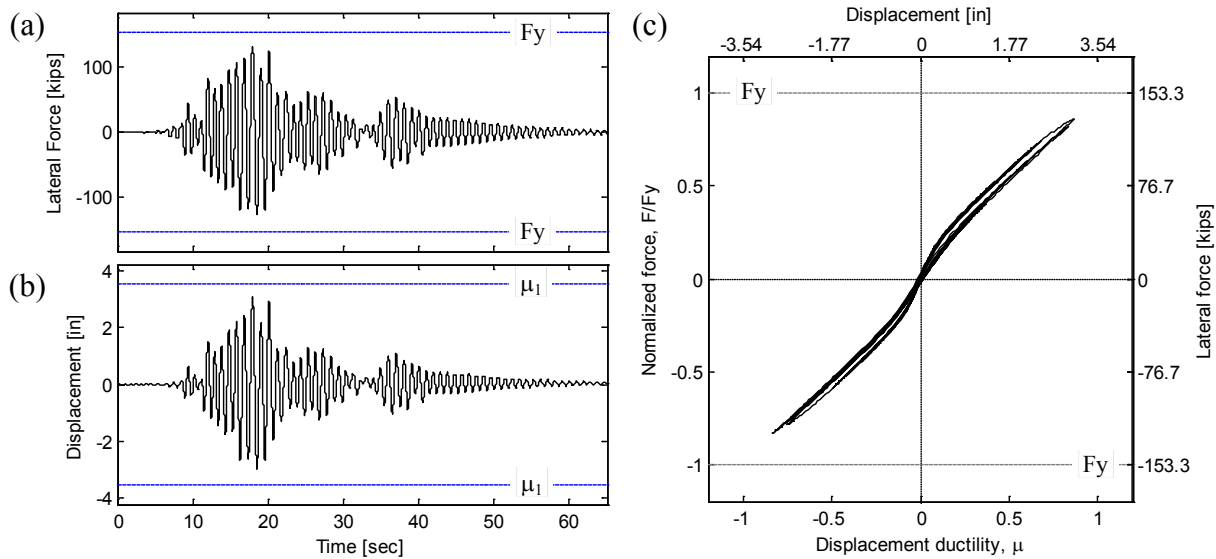 (a)
Fy
100
0
-100
Fy
Lateral Force [kips]
(b)
4
μ1
2
0
-2
μ1
-4
Displacement [in]
0 10 20 30 40 50 60
Time [sec]
(c)
Displacement [in]
-3.54 -1.77 0 1.77 3.54
1 Fy 153.3
0.5 76.7
0 0
-0.5 -76.7
-1 Fy -153.3
Normalized force, F/Fy
Lateral force [kips]
-1 -0.5 0 0.5 1
Displacement ductility, μ